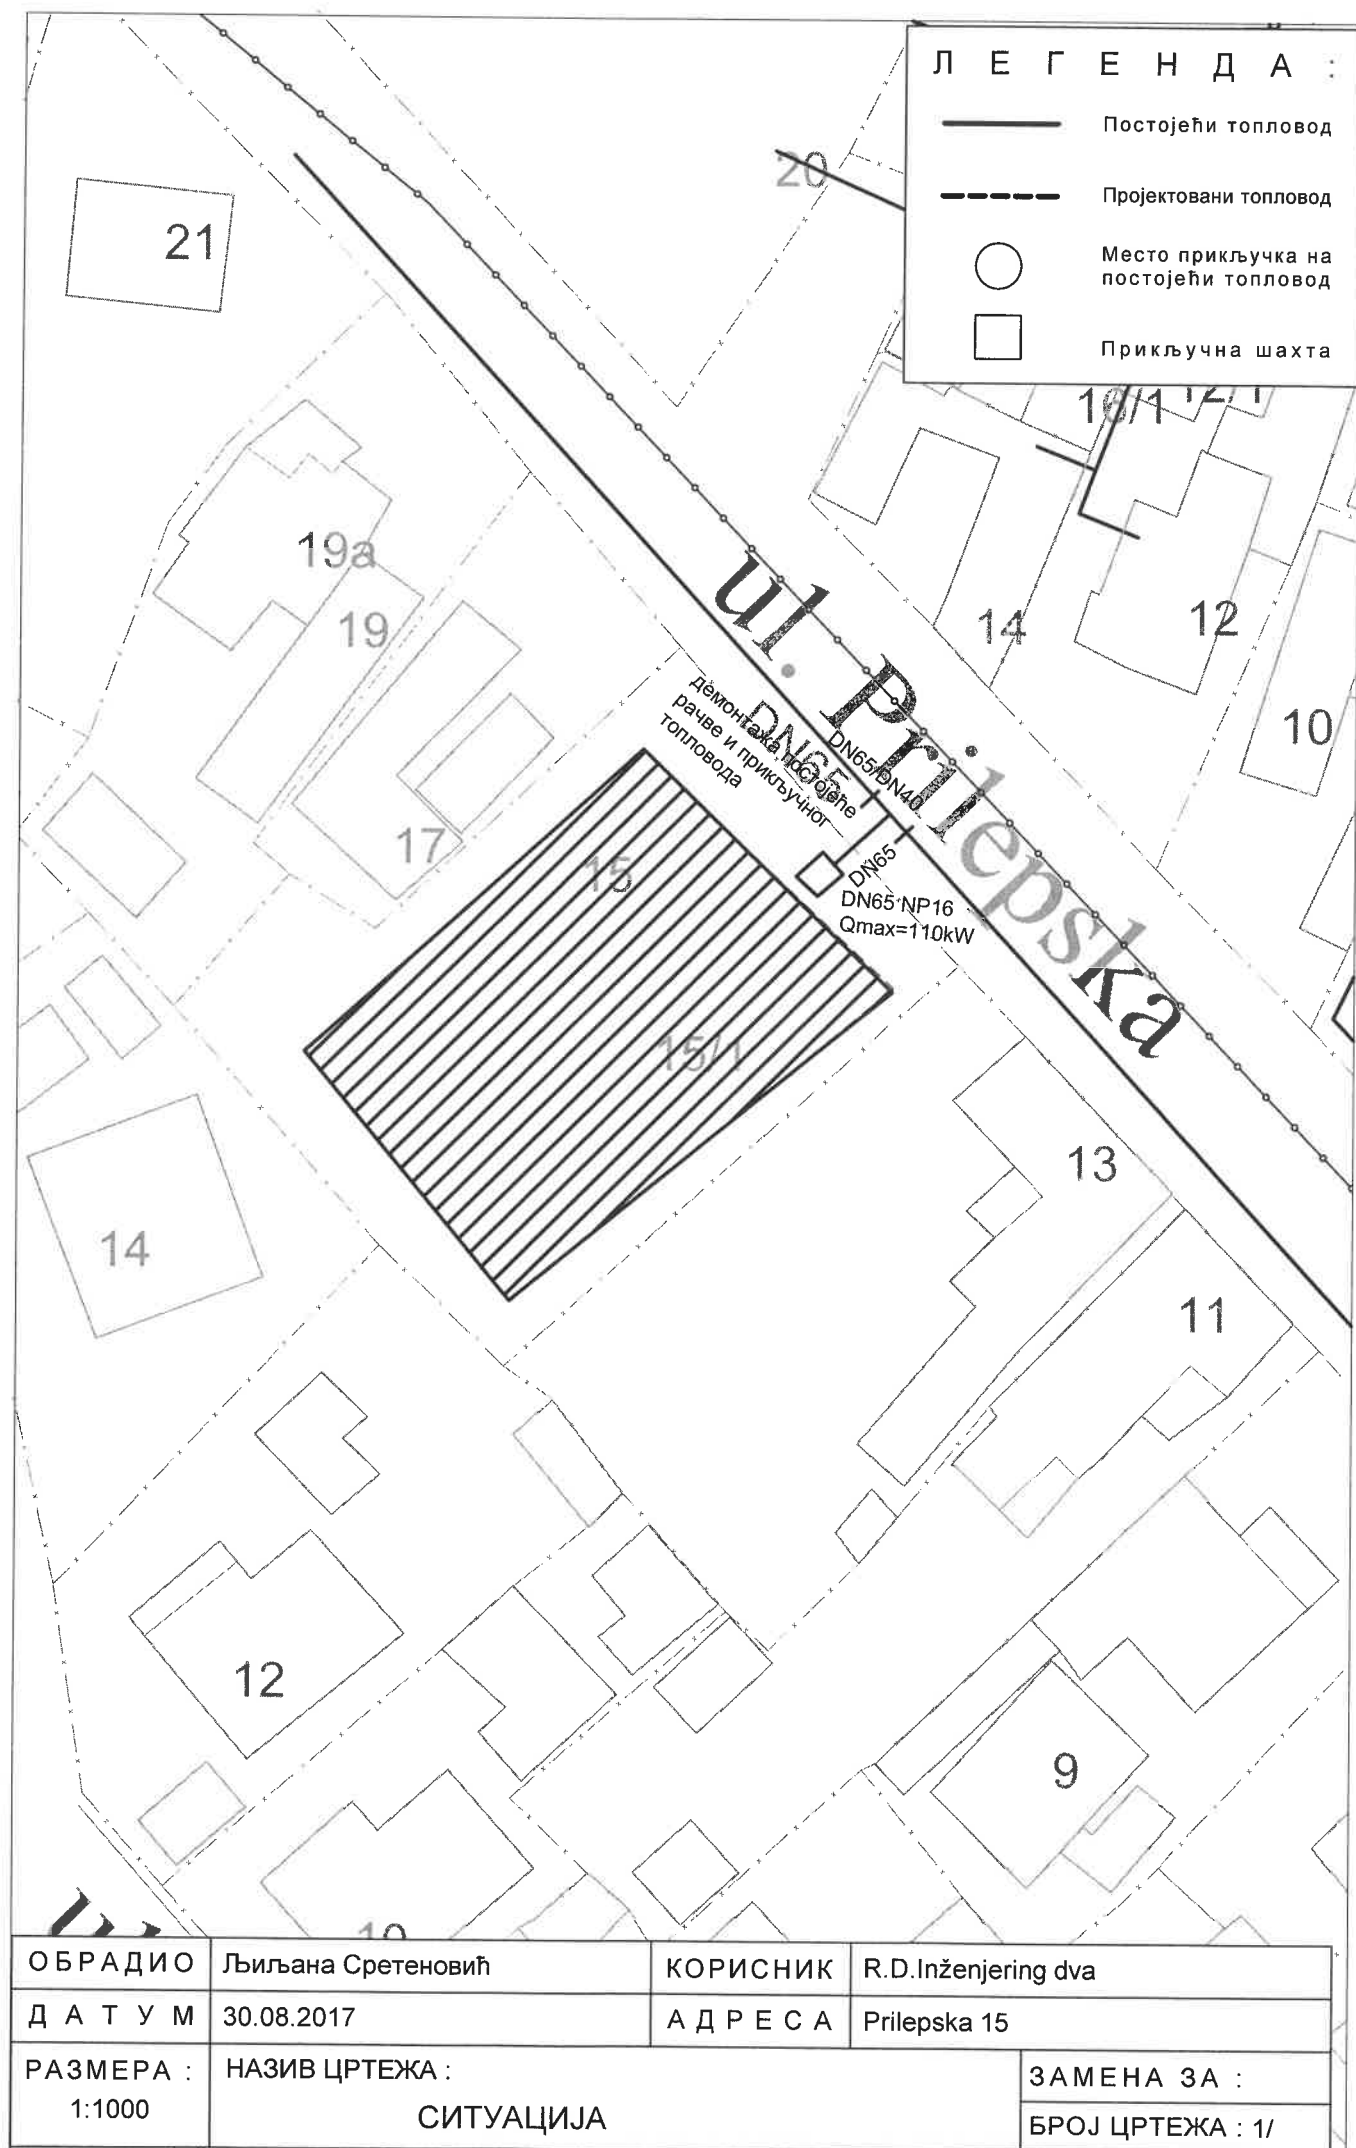 Л Е Г Е Н Д А :
Постојећи топловод
Пројектовани топловод
Место прикључка на
постојећи топловод
Прикључна шахта
20
21
16/1
12/1
19a
19
14
12
10
ul. Prilepska
DN65
демонтажа постојеће
рачве и прикључног
топловода
DN65/DN40
DN65
DN65 NP16
Qmax=110kW
17
15
15/1
13
14
11
12
9
10
ОБРАДИО
Љиљана Сретеновић
КОРИСНИК
R.D.Inženjering dva
Д А Т У М
30.08.2017
А Д Р Е С А
Prilepska 15
РАЗМЕРА :
1:1000
НАЗИВ ЦРТЕЖА :
СИТУАЦИЈА
ЗАМЕНА ЗА :
БРОЈ ЦРТЕЖА : 1/